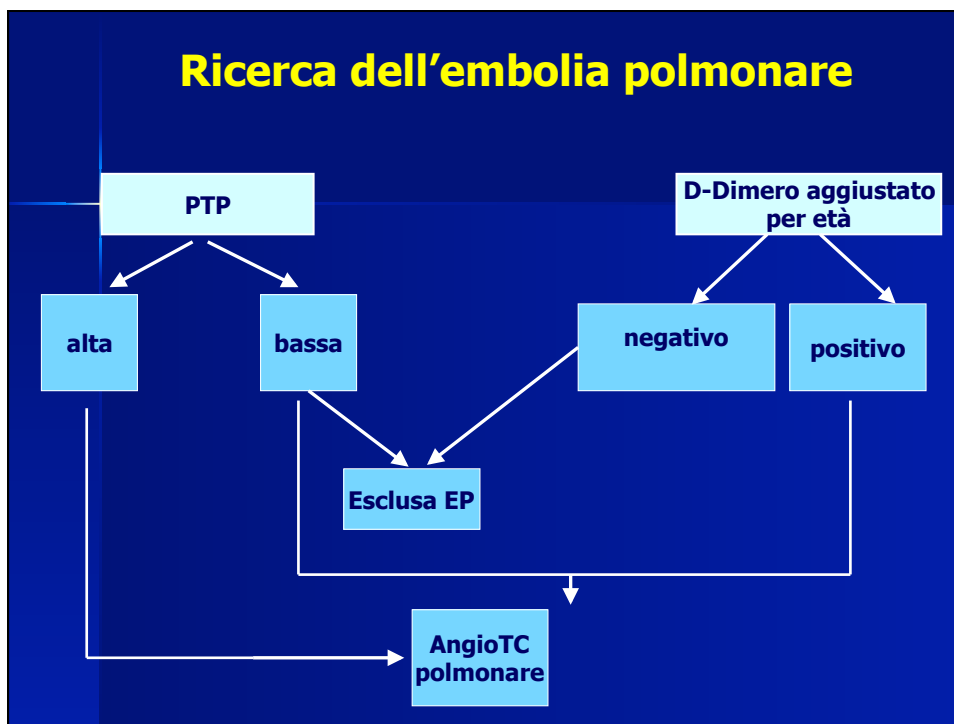 Ricerca dell’embolia polmonare
PTP
D-Dimero aggiustato
per età
alta
bassa
negativo
positivo
Esclusa EP
AngioTC
polmonare